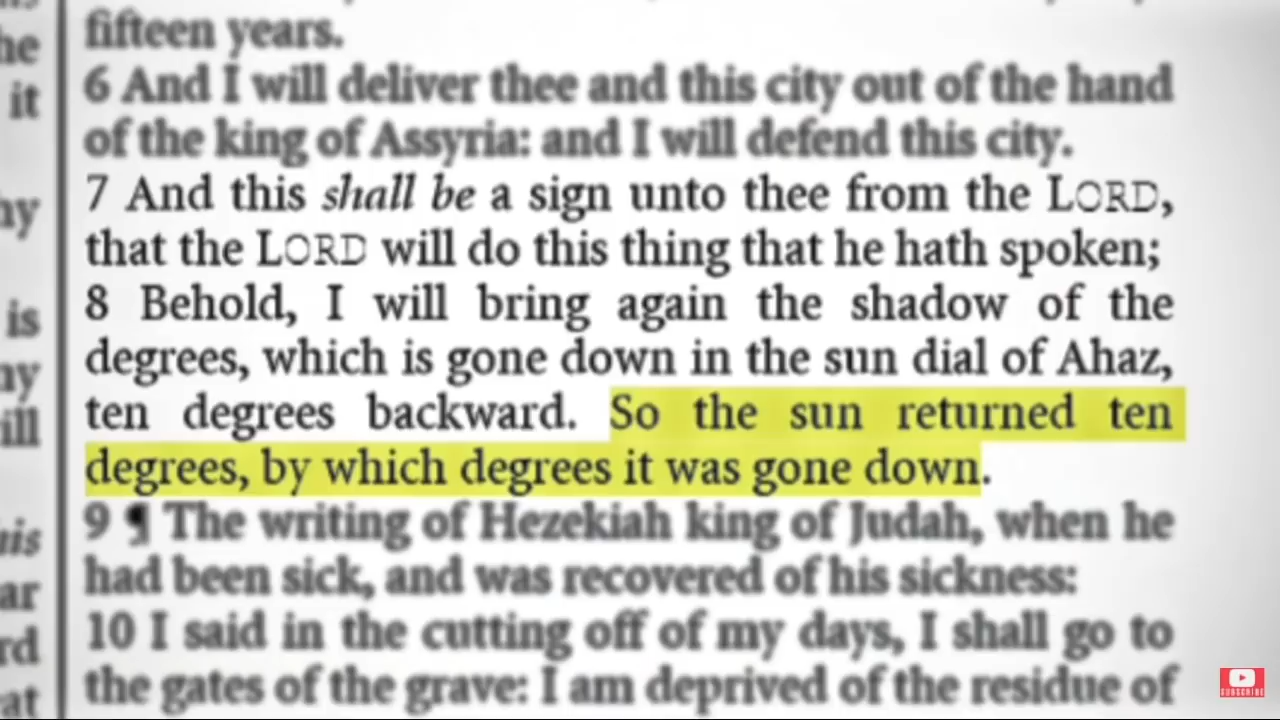 fifteen years.
6 And I will deliver thee and this city out of the hand
of the king of Assyria: and I will defend this city.
7 And this shall be a sign unto thee from the LORD,
that the LORD will do this thing that he hath spoken;
8 Behold, I will bring again the shadow of the
degrees, which is gone down in the sun dial of Ahaz,
ten degrees backward. So the sun returned ten
degrees, by which degrees it was gone down.
9 ¶ The writing of Hezekiah king of Judah, when he
had been sick, and was recovered of his sickness:
10 I said in the cutting off of my days, I shall go to
the gates of the grave: I am deprived of the residue of
it
is
SUBSCRIBE